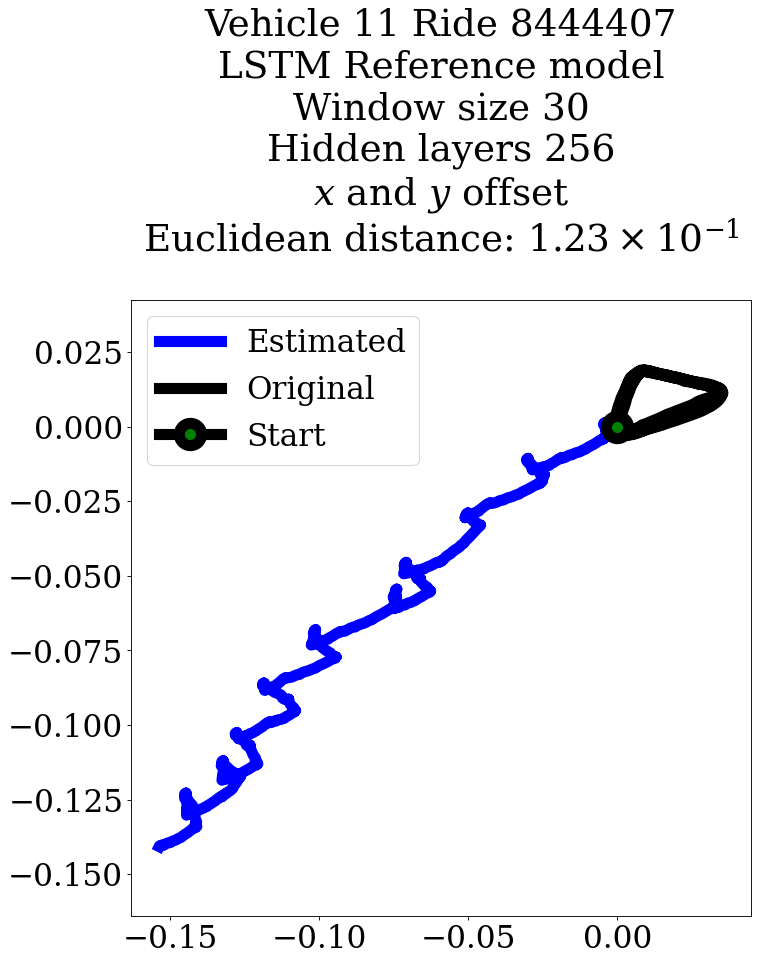 Vehicle 11 Ride 8444407
LSTM Reference model
Window size 30
Hidden layers 256
x and y offset
Euclidean distance: 1.23 × 10⁻¹
Estimated
Original
Start
0.025
0.000
−0.025
−0.050
−0.075
−0.100
−0.125
−0.150
−0.15 −0.10 −0.05 0.00